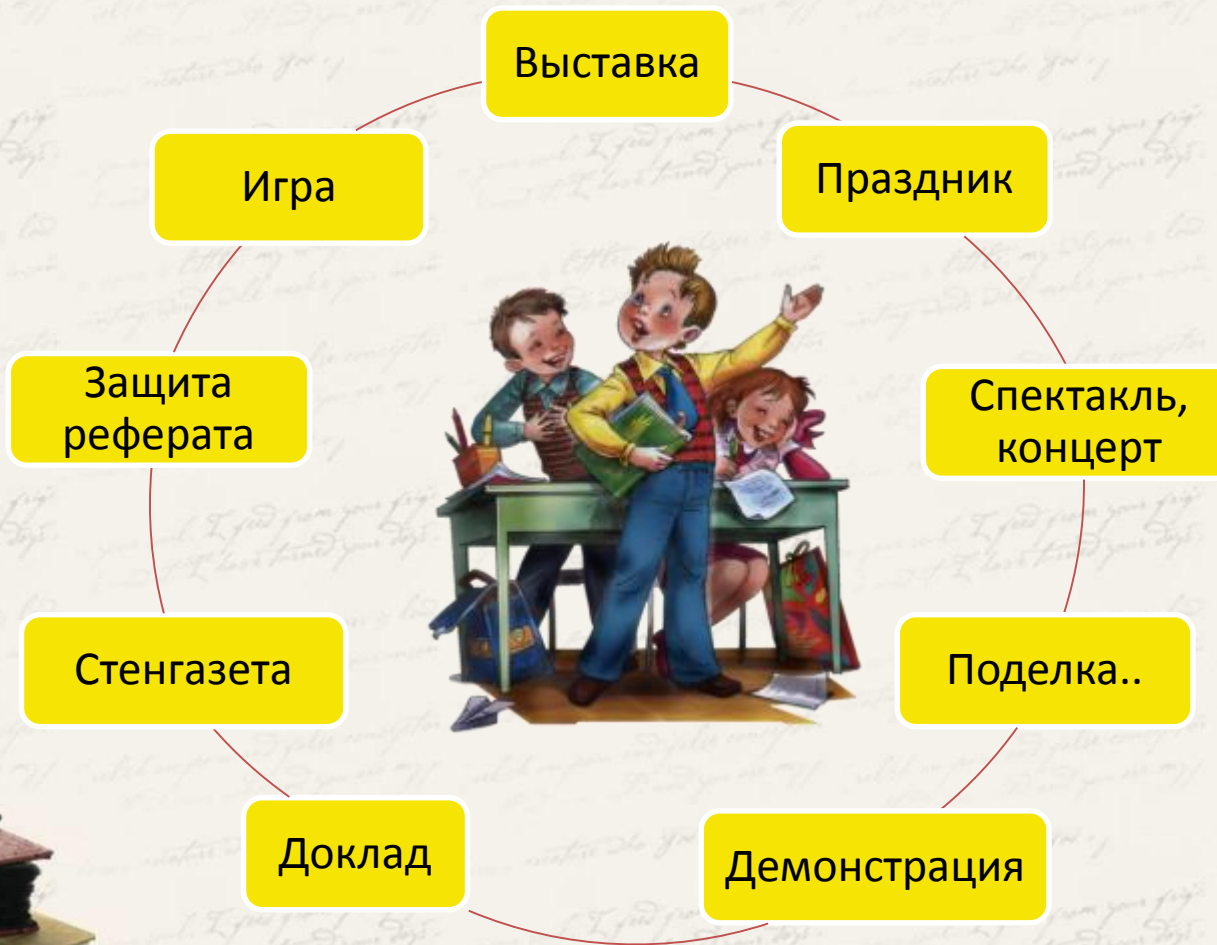 Выставка
Праздник
Спектакль,
концерт
Поделка..
Демонстрация
Доклад
Стенгазета
Защита
реферата
Игра